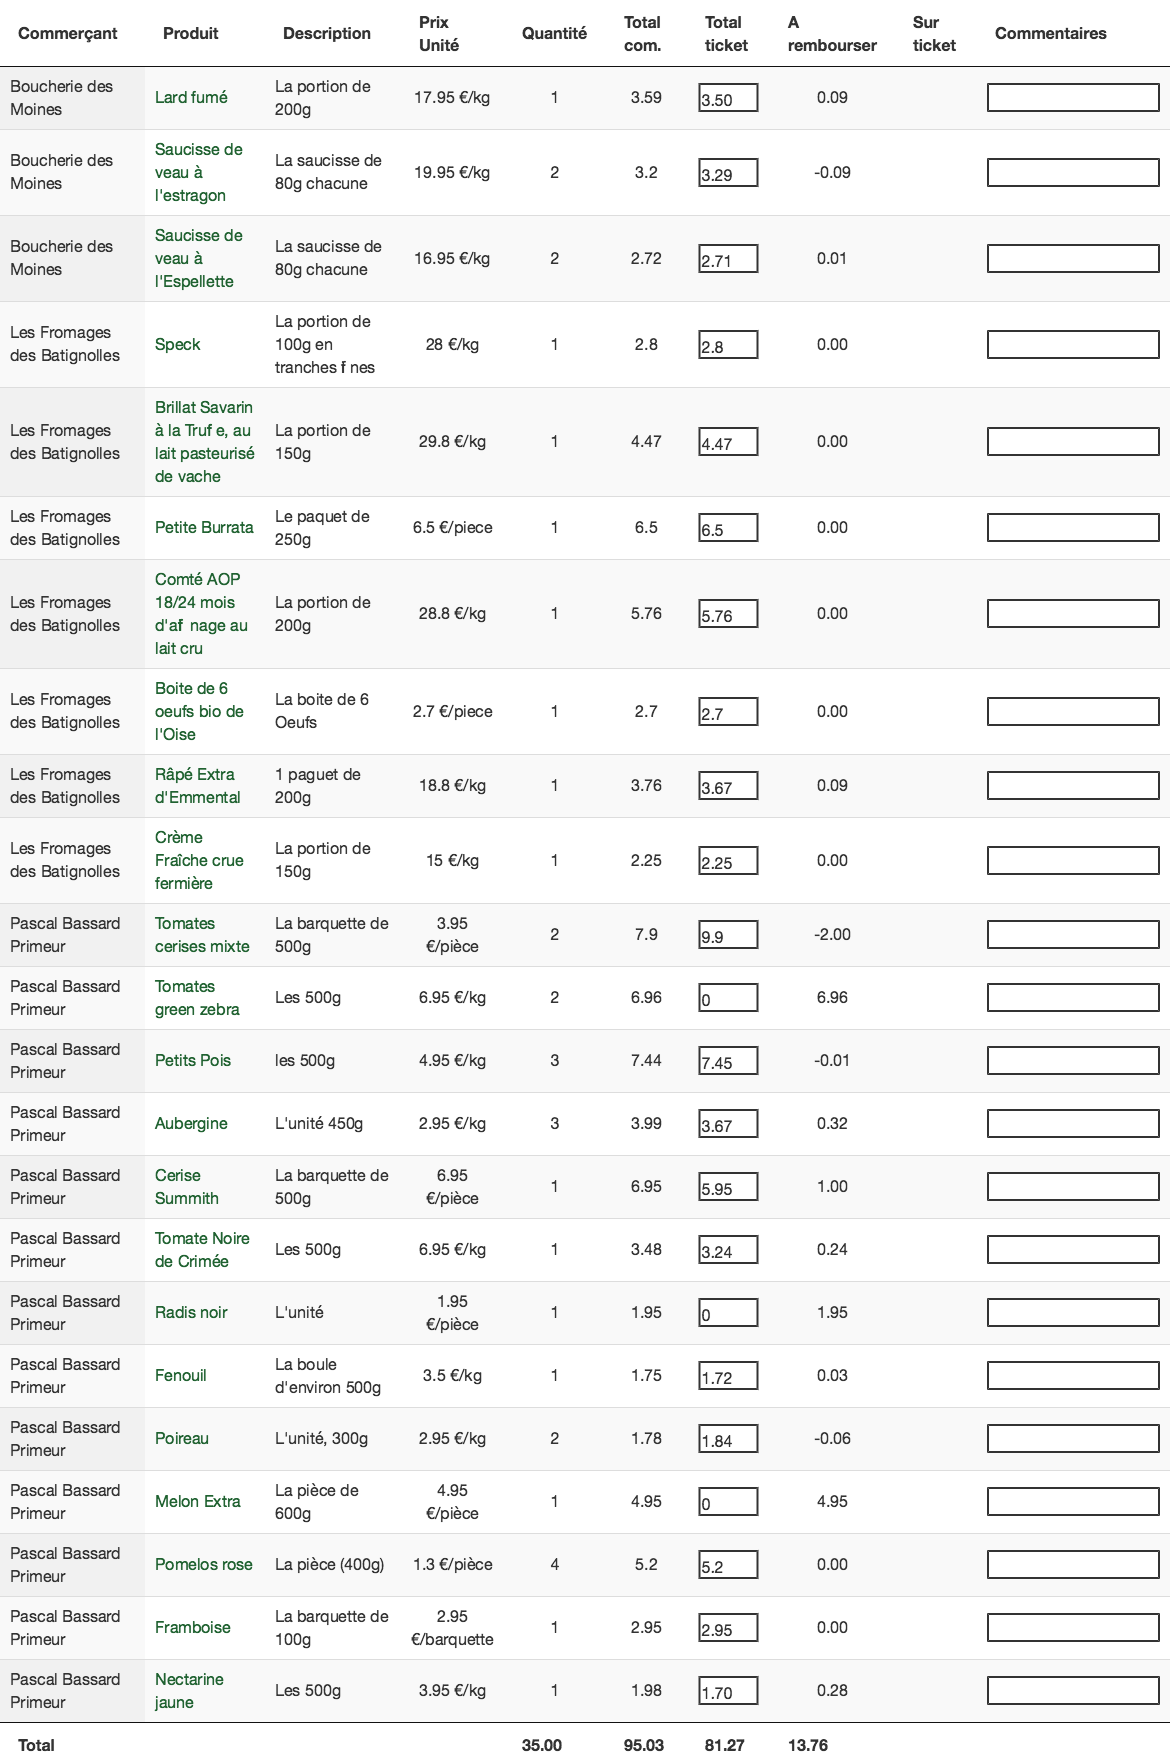 Commerçant Produit Description Prix Unité Quantité Total com. Total ticket A rembourser Sur ticket Commentaires
Boucherie des Moines Lard fumé La portion de 200g 17.95 €/kg 1 3.59 3.50 0.09
Boucherie des Moines Saucisse de veau à l'estragon La saucisse de 80g chacune 19.95 €/kg 2 3.2 3.29 -0.09
Boucherie des Moines Saucisse de veau à l'Espellette La saucisse de 80g chacune 16.95 €/kg 2 2.72 2.71 0.01
Les Fromages des Batignolles Speck La portion de 100g en tranches f nes 28 €/kg 1 2.8 2.8 0.00
Les Fromages des Batignolles Brillat Savarin à la Truf e, au lait pasteurisé de vache La portion de 150g 29.8 €/kg 1 4.47 4.47 0.00
Les Fromages des Batignolles Petite Burrata Le paquet de 250g 6.5 €/piece 1 6.5 6.5 0.00
Les Fromages des Batignolles Comté AOP 18/24 mois d'af nage au lait cru La portion de 200g 28.8 €/kg 1 5.76 5.76 0.00
Les Fromages des Batignolles Boite de 6 oeufs bio de l'Oise La boite de 6 Oeufs 2.7 €/piece 1 2.7 2.7 0.00
Les Fromages des Batignolles Râpé Extra d'Emmental 1 paguet de 200g 18.8 €/kg 1 3.76 3.67 0.09
Les Fromages des Batignolles Crème Fraîche crue fermière La portion de 150g 15 €/kg 1 2.25 2.25 0.00
Pascal Bassard Primeur Tomates cerises mixte La barquette de 500g 3.95 €/pièce 2 7.9 9.9 -2.00
Pascal Bassard Primeur Tomates green zebra Les 500g 6.95 €/kg 2 6.96 0 6.96
Pascal Bassard Primeur Petits Pois les 500g 4.95 €/kg 3 7.44 7.45 -0.01
Pascal Bassard Primeur Aubergine L'unité 450g 2.95 €/kg 3 3.99 3.67 0.32
Pascal Bassard Primeur Cerise Summith La barquette de 500g 6.95 €/pièce 1 6.95 5.95 1.00
Pascal Bassard Primeur Tomate Noire de Crimée Les 500g 6.95 €/kg 1 3.48 3.24 0.24
Pascal Bassard Primeur Radis noir L'unité 1.95 €/pièce 1 1.95 0 1.95
Pascal Bassard Primeur Fenouil La boule d'environ 500g 3.5 €/kg 1 1.75 1.72 0.03
Pascal Bassard Primeur Poireau L'unité, 300g 2.95 €/kg 2 1.78 1.84 -0.06
Pascal Bassard Primeur Melon Extra La pièce de 600g 4.95 €/pièce 1 4.95 0 4.95
Pascal Bassard Primeur Pomelos rose La pièce (400g) 1.3 €/pièce 4 5.2 5.2 0.00
Pascal Bassard Primeur Framboise La barquette de 100g 2.95 €/barquette 1 2.95 2.95 0.00
Pascal Bassard Primeur Nectarine jaune Les 500g 3.95 €/kg 1 1.98 1.70 0.28
Total 35.00 95.03 81.27 13.76